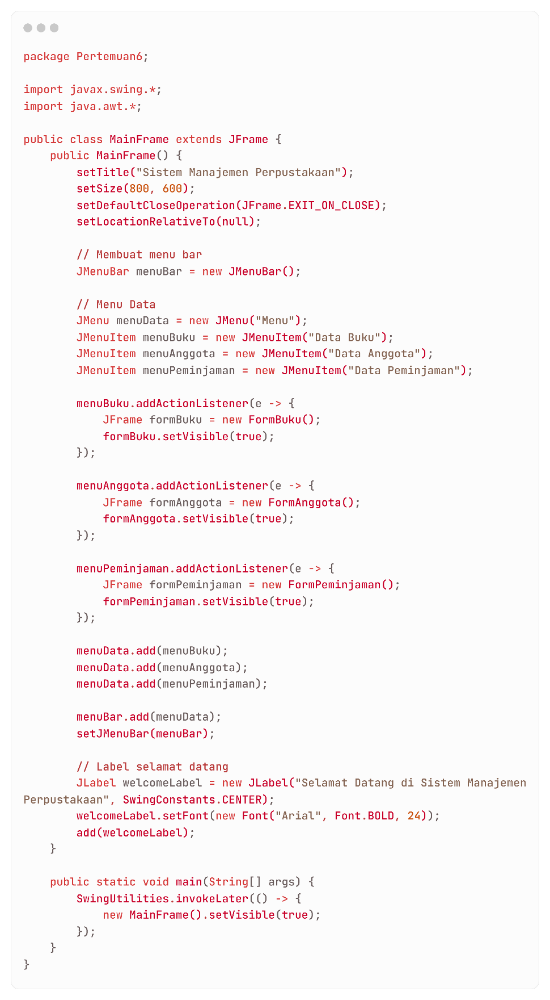 package Pertemuan6;

import javax.swing.*;
import java.awt.*;

public class MainFrame extends JFrame {
    public MainFrame() {
        setTitle("Sistem Manajemen Perpustakaan");
        setSize(800, 600);
        setDefaultCloseOperation(JFrame.EXIT_ON_CLOSE);
        setLocationRelativeTo(null);

        // Membuat menu bar
        JMenuBar menuBar = new JMenuBar();

        // Menu Data
        JMenu menuData = new JMenu("Menu");
        JMenuItem menuBuku = new JMenuItem("Data Buku");
        JMenuItem menuAnggota = new JMenuItem("Data Anggota");
        JMenuItem menuPeminjaman = new JMenuItem("Data Peminjaman");

        menuBuku.addActionListener(e -> {
            JFrame formBuku = new FormBuku();
            formBuku.setVisible(true);
        });

        menuAnggota.addActionListener(e -> {
            JFrame formAnggota = new FormAnggota();
            formAnggota.setVisible(true);
        });

        menuPeminjaman.addActionListener(e -> {
            JFrame formPeminjaman = new FormPeminjaman();
            formPeminjaman.setVisible(true);
        });

        menuData.add(menuBuku);
        menuData.add(menuAnggota);
        menuData.add(menuPeminjaman);

        menuBar.add(menuData);
        setJMenuBar(menuBar);

        // Label selamat datang
        JLabel welcomeLabel = new JLabel("Selamat Datang di Sistem Manajemen
Perpustakaan", SwingConstants.CENTER);
        welcomeLabel.setFont(new Font("Arial", Font.BOLD, 24));
        add(welcomeLabel);
    }

    public static void main(String[] args) {
        SwingUtilities.invokeLater(() -> {
            new MainFrame().setVisible(true);
        });
    }
}